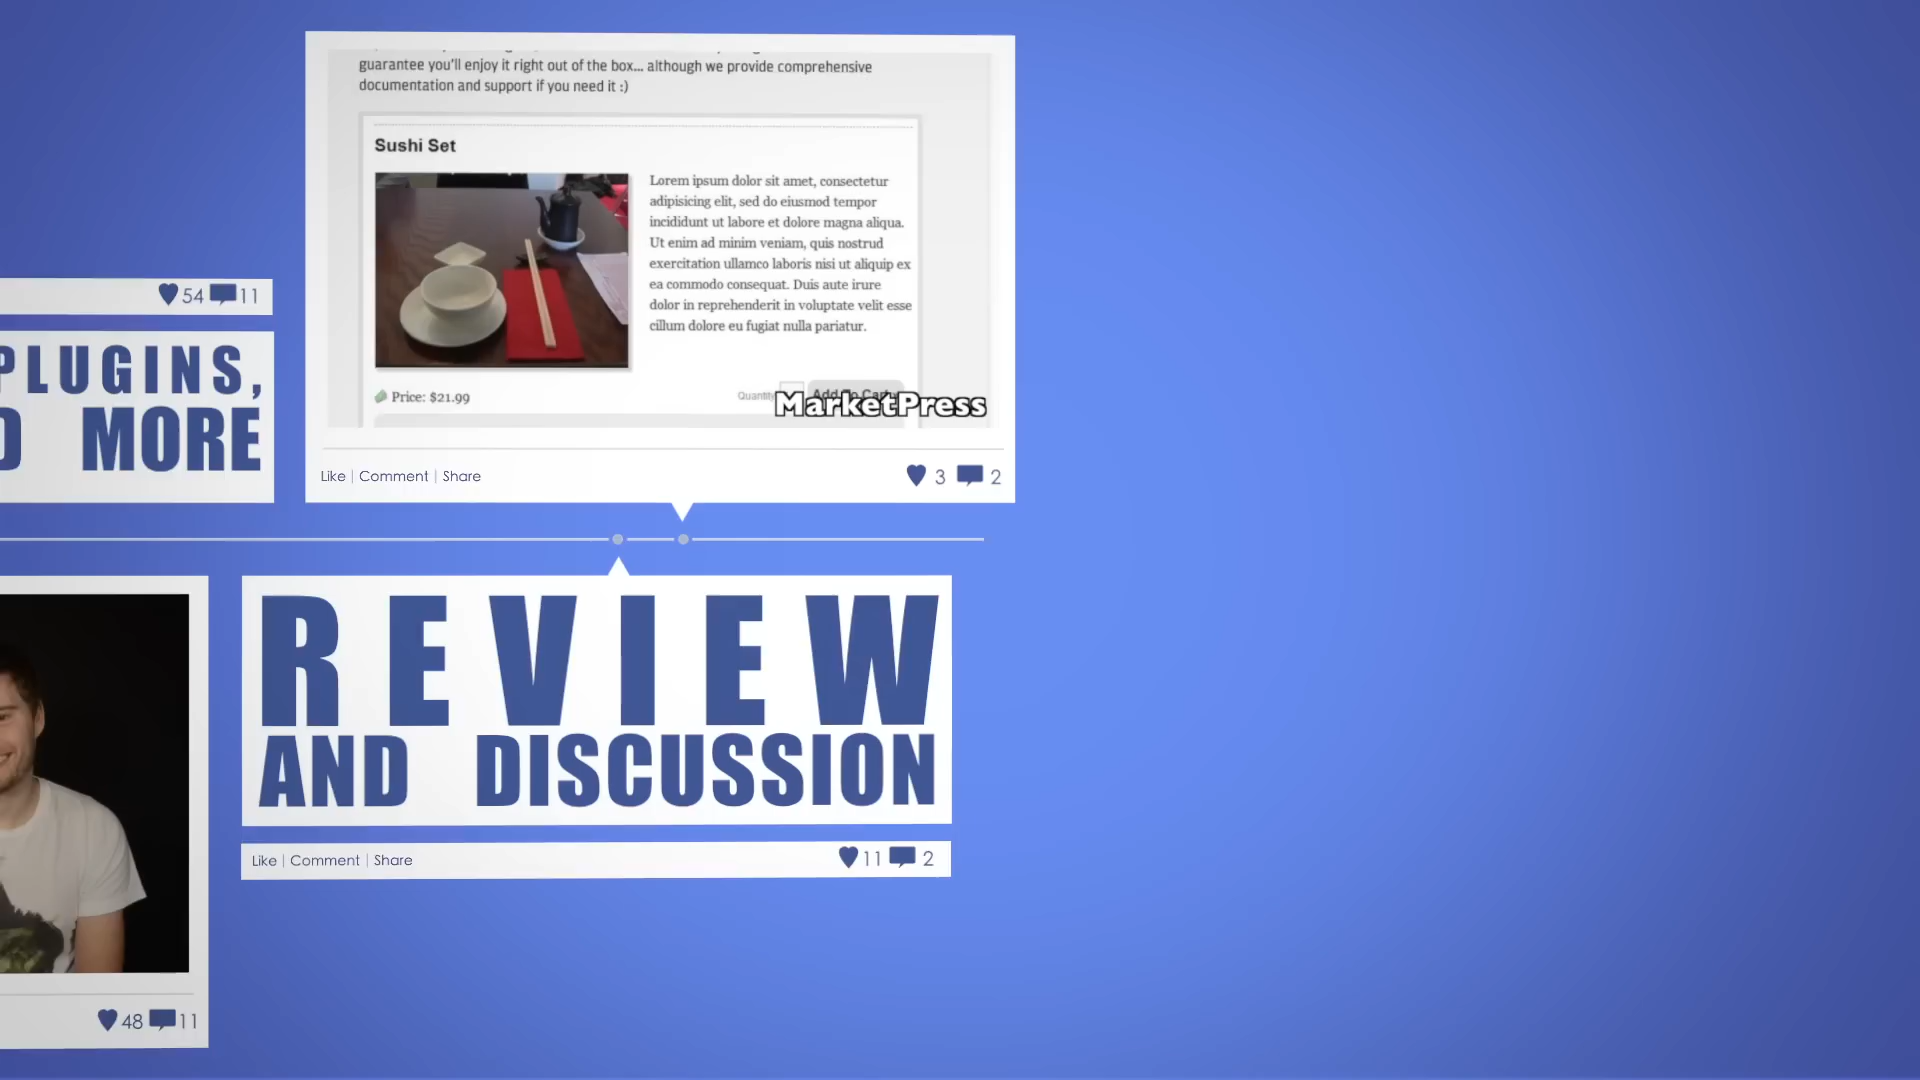 guarantee you'll enjoy it right out of the box... although we provide comprehensive
documentation and support if you need it :)
Sushi Set
Lorem ipsum dolor sit amet, consectetur
adipisicing elit, sed do eiusmod tempor
incididunt ut labore et dolore magna aliqua.
Ut enim ad minim veniam, quis nostrud
exercitation ullamco laboris nisi ut aliquip ex
ea commodo consequat. Duis aute irure
dolor in reprehenderit in voluptate velit esse
cillum dolore eu fugiat nulla pariatur.
Price: $21.99
Quantity
Add To Cart
MarketPress
Like | Comment | Share
3 2
54 11
PLUGINS,
MORE
REVIEW
AND DISCUSSION
Like | Comment | Share
11 2
48 11